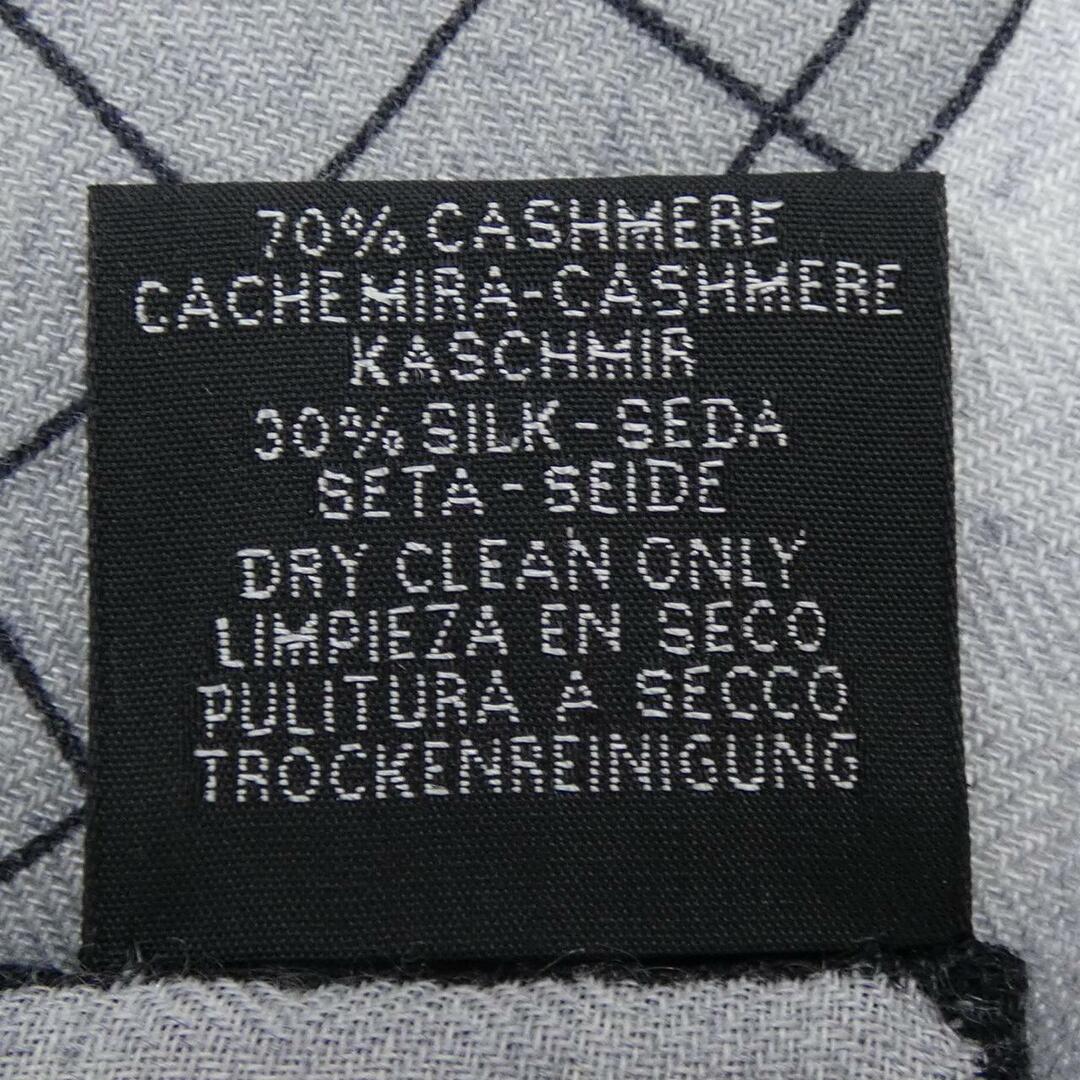 70% CASHMERE
CACHEMIRA-CASHMERE
KASCHMIR
30% SILK-SEDA
SETA-SEIDE
DRY CLEAN ONLY
LIMPIEZA EN SECO
PULITURA A SECCO
TROCKENREINIGUNG